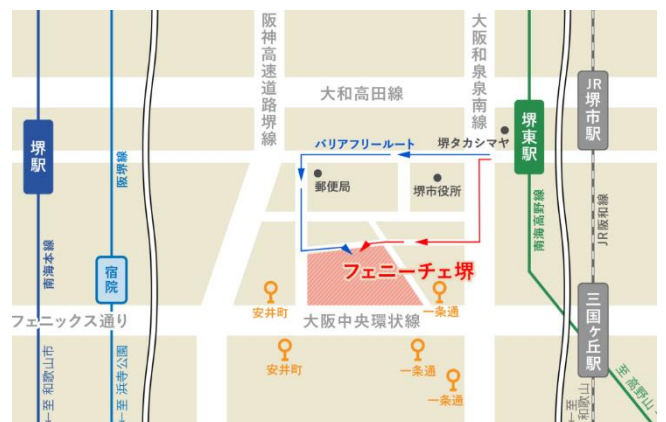 阪神高速道路堺線
大阪和泉泉南線
大和高田線
JR堺市駅
堺駅
阪堺線
バリアフリールート
堺タカシマヤ
堺東駅
郵便局
堺市役所
南海本線
南海高野線
JR阪和線
宿院
フェニーチェ堺
安井町
一条通
三国ヶ丘駅
フェニックス通り
大阪中央環状線
安井町
一条通
一条通
至 和歌山市
至 浜寺公園
至 和歌山
至 高野山